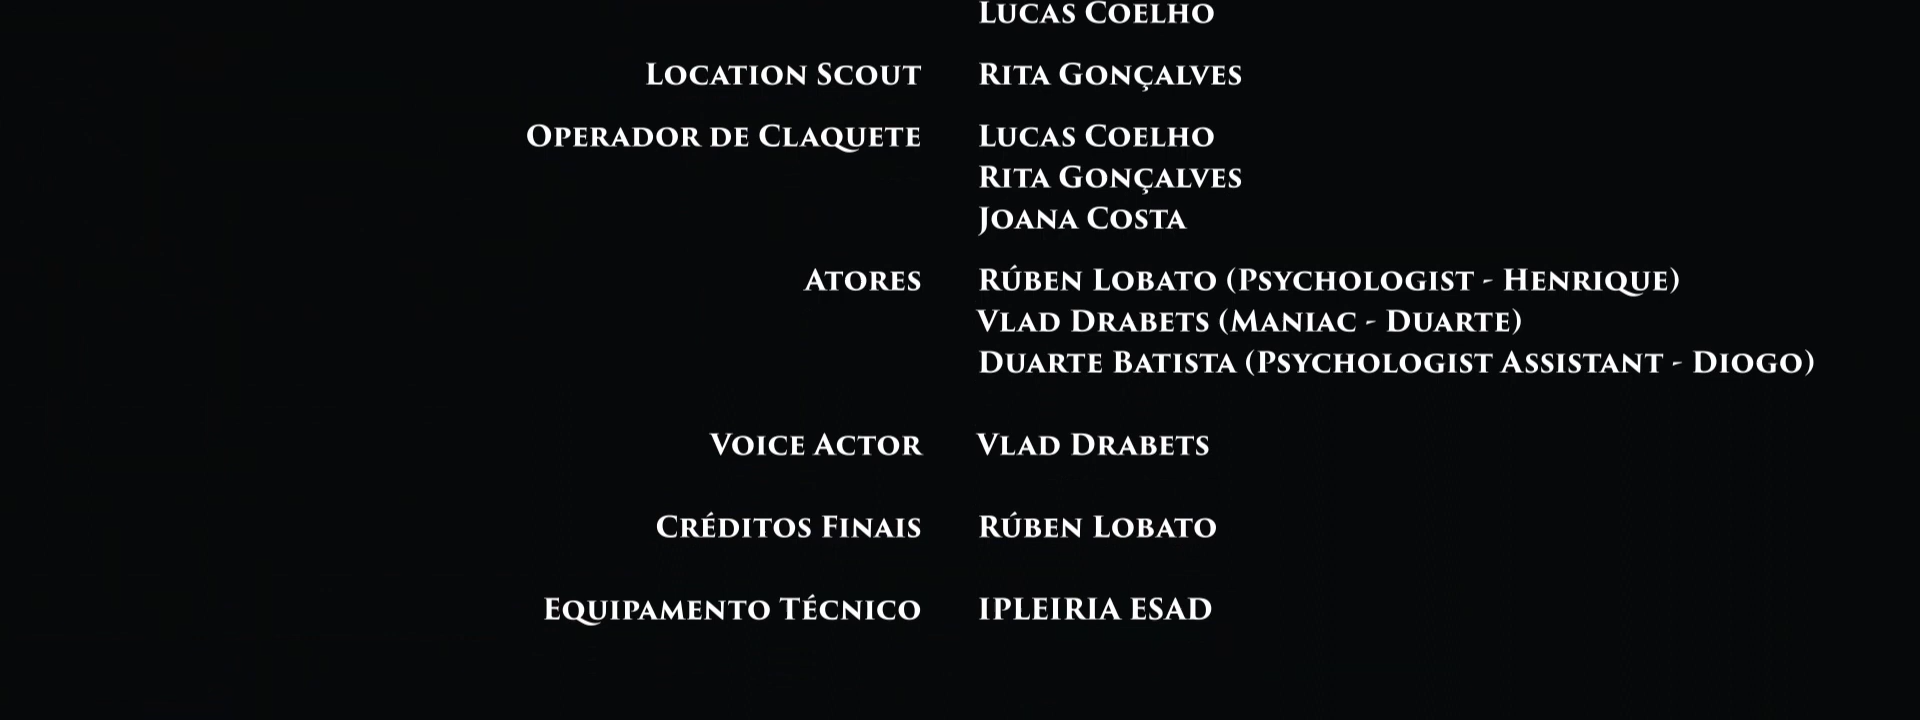 Lucas Coelho
Location Scout Rita Gonçalves
Operador de Claquete Lucas Coelho
Rita Gonçalves
Joana Costa
Atores Rúben Lobato (Psychologist - Henrique)
Vlad Drabets (Maniac - Duarte)
Duarte Batista (Psychologist Assistant - Diogo)
Voice Actor Vlad Drabets
Créditos Finais Rúben Lobato
Equipamento Técnico IPLEIRIA ESAD